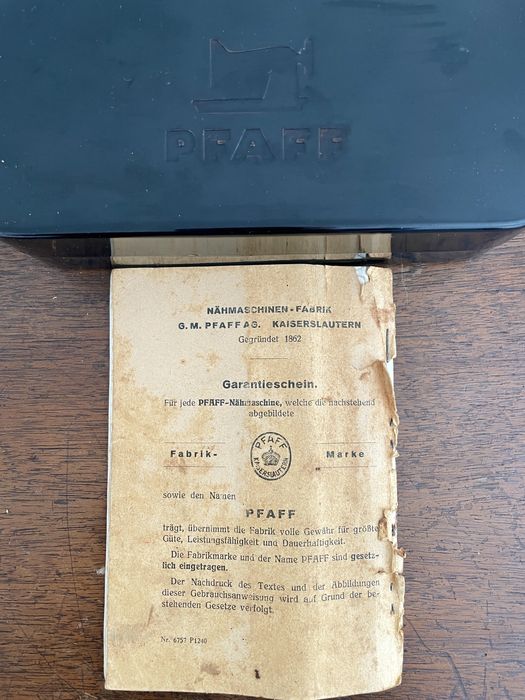 PFAFF
NÄHMASCHINEN-FABRIK
G. M. PFAFF AG. KAISERSLAUTERN
Gegründet 1862
Garantieschein.
Für jede PFAFF-Nähmaschine, welche die nachstehend
abgebildete
Fabrik- PFAFF KAISERSLAUTERN Marke
sowie den Namen
PFAFF
trägt, übernimmt die Fabrik volle Gewähr für größte
Güte, Leistungsfähigkeit und Dauerhaftigkeit.
Die Fabrikmarke und der Name PFAFF sind gesetz-
lich eingetragen.
Der Nachdruck des Textes und der Abbildungen
dieser Gebrauchsanweisung wird auf Grund der be-
stehenden Gesetze verfolgt.
Nr. 6757 P1240